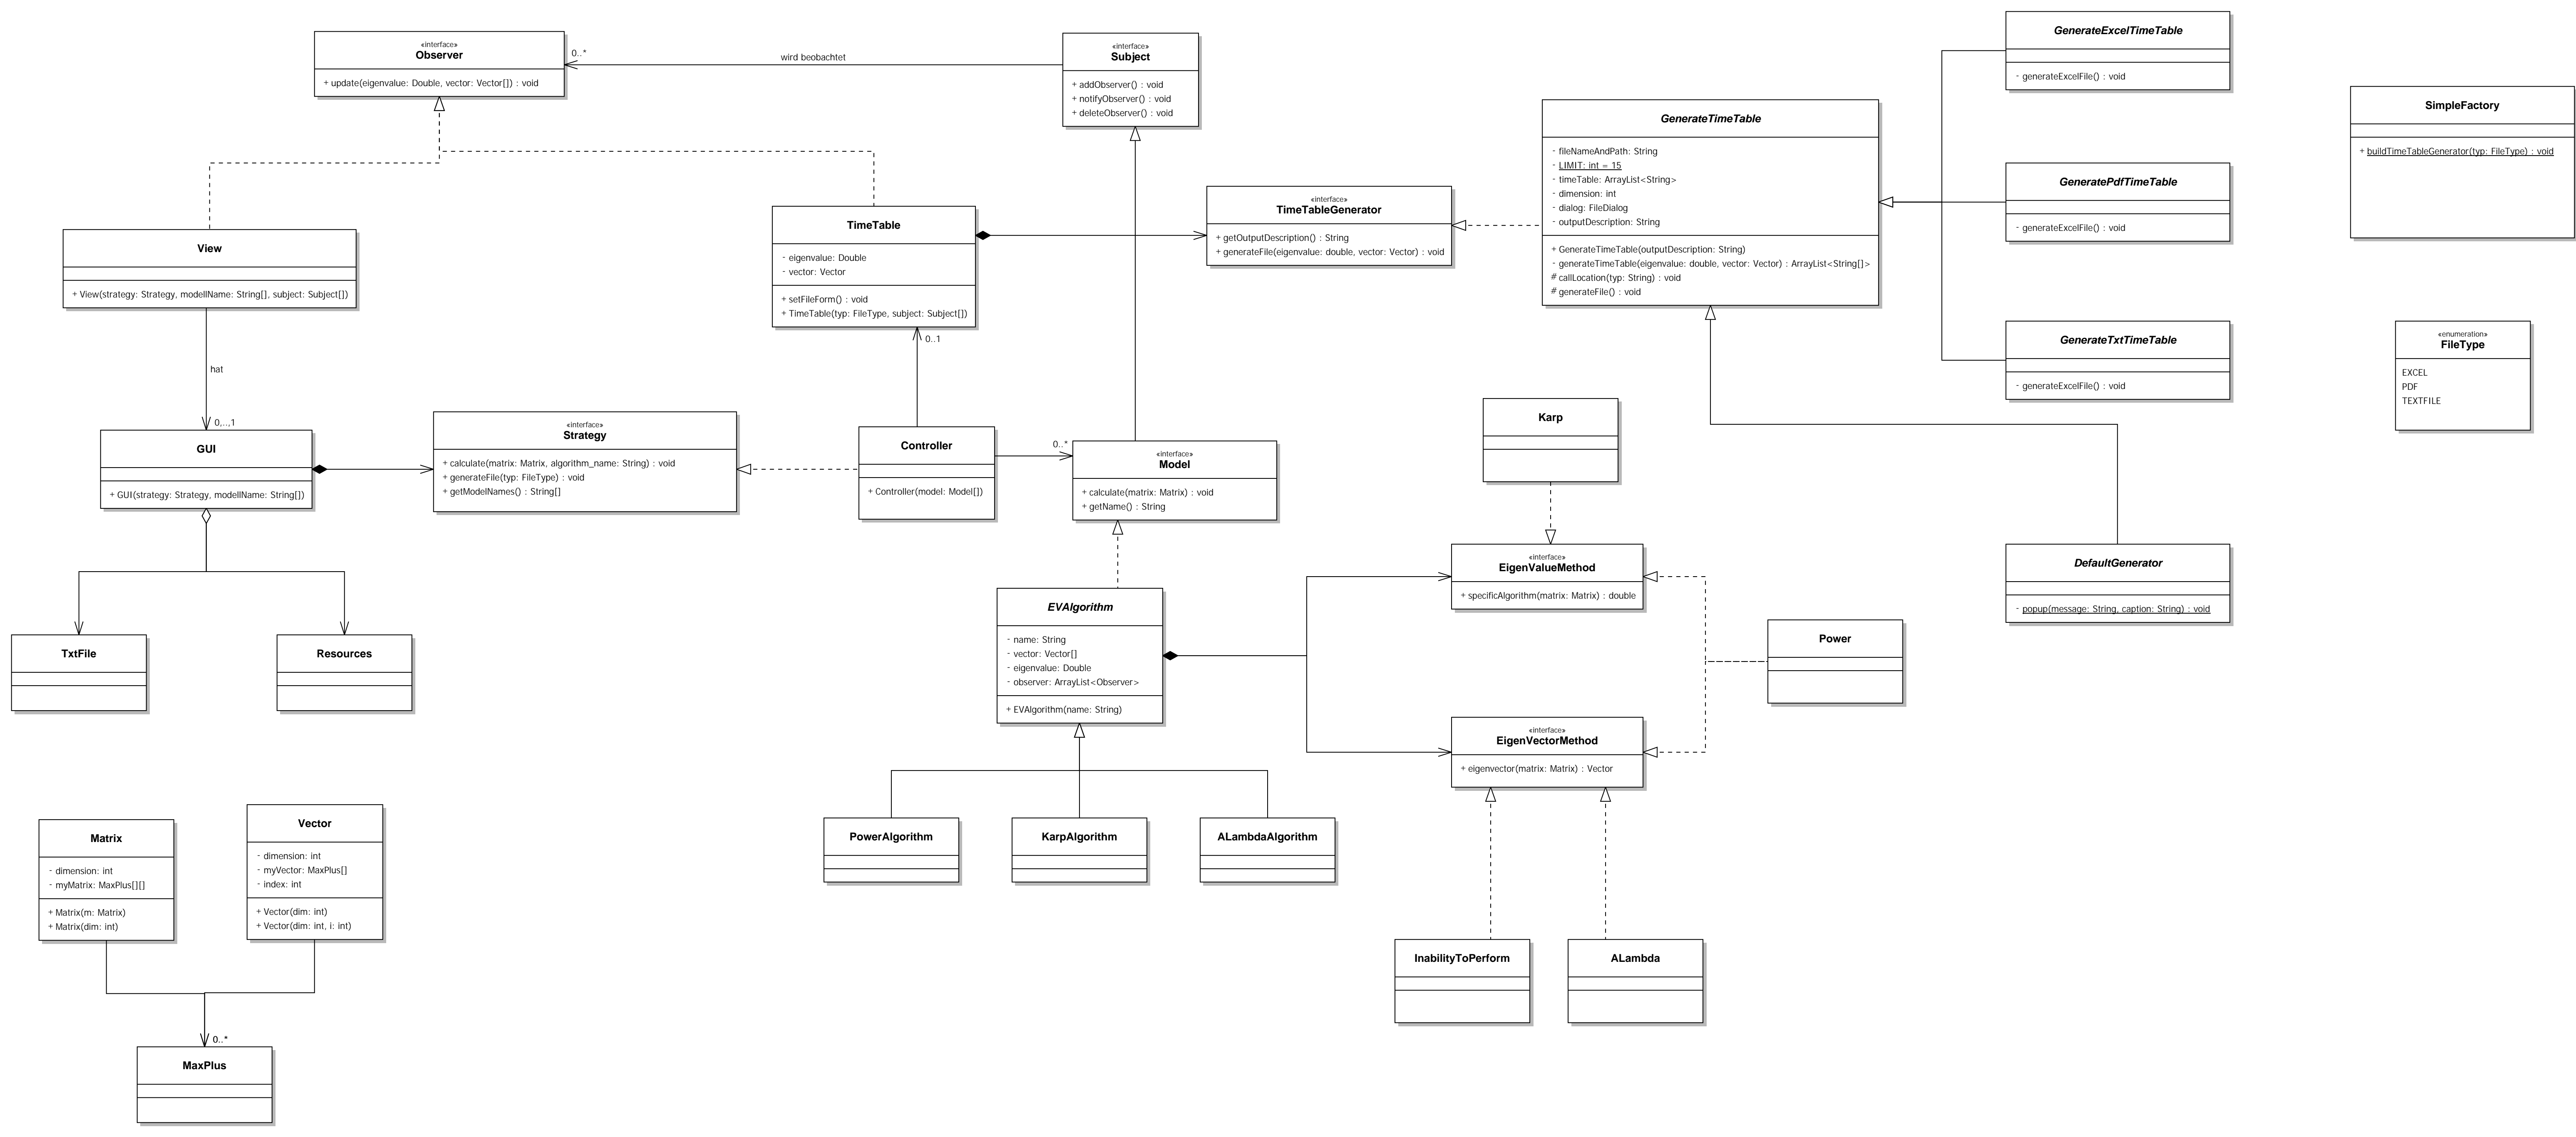 «interface»
Observer
+ update(eigenvalue: Double, vector: Vector[]) : void
0..*
wird beobachtet
«interface»
Subject
+ addObserver() : void
+ notifyObserver() : void
+ deleteObserver() : void
GenerateExcelTimeTable
- generateExcelFile() : void
SimpleFactory
+ buildTimeTableGenerator(typ: FileType) : void
GenerateTimeTable
- fileNameAndPath: String
- LIMIT: int = 15
- timeTable: ArrayList<String>
- dimension: int
- dialog: FileDialog
- outputDescription: String
+ GenerateTimeTable(outputDescription: String)
- generateTimeTable(eigenvalue: double, vector: Vector) : ArrayList<String[]>
# callLocation(typ: String) : void
# generateFile() : void
GeneratePdfTimeTable
- generateExcelFile() : void
«interface»
TimeTableGenerator
+ getOutputDescription() : String
+ generateFile(eigenvalue: double, vector: Vector) : void
TimeTable
- eigenvalue: Double
- vector: Vector
+ setFileForm() : void
+ TimeTable(typ: FileType, subject: Subject[])
0..1
View
+ View(strategy: Strategy, modellName: String[], subject: Subject[])
hat
0,..,1
GenerateTxtTimeTable
- generateExcelFile() : void
«enumeration»
FileType
EXCEL
PDF
TEXTFILE
GUI
+ GUI(strategy: Strategy, modellName: String[])
«interface»
Strategy
+ calculate(matrix: Matrix, algorithm_name: String) : void
+ generateFile(typ: FileType) : void
+ getModelNames() : String[]
Controller
+ Controller(model: Model[])
0..*
«interface»
Model
+ calculate(matrix: Matrix) : void
+ getName() : String
Karp
«interface»
EigenValueMethod
+ specificAlgorithm(matrix: Matrix) : double
DefaultGenerator
- popup(message: String, caption: String) : void
EVAlgorithm
- name: String
- vector: Vector[]
- eigenvalue: Double
- observer: ArrayList<Observer>
+ EVAlgorithm(name: String)
Power
TxtFile
Resources
«interface»
EigenVectorMethod
+ eigenvector(matrix: Matrix) : Vector
Matrix
- dimension: int
- myMatrix: MaxPlus[][]
+ Matrix(m: Matrix)
+ Matrix(dim: int)
Vector
- dimension: int
- myVector: MaxPlus[]
- index: int
+ Vector(dim: int)
+ Vector(dim: int, i: int)
PowerAlgorithm
KarpAlgorithm
ALambdaAlgorithm
InabilityToPerform
ALambda
0..*
MaxPlus